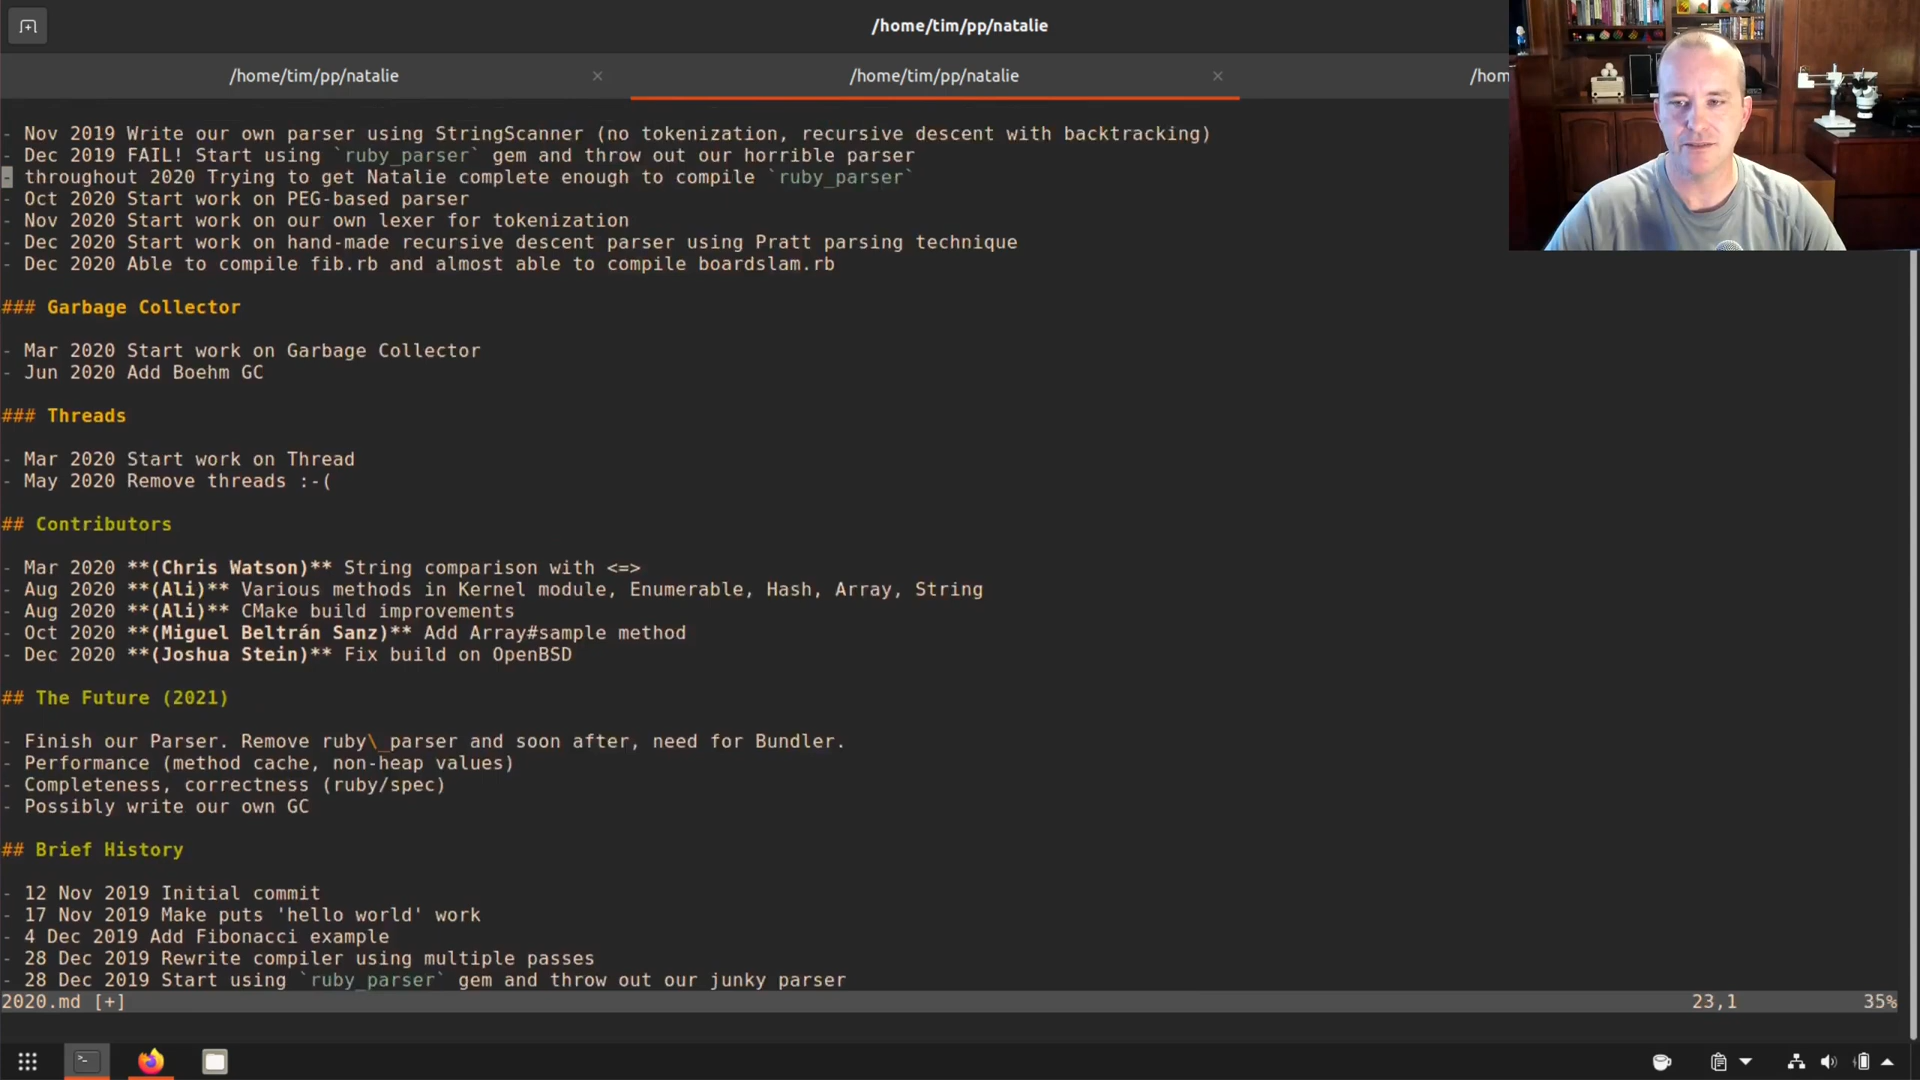 /home/tim/pp/natalie
/home/tim/pp/natalie × /home/tim/pp/natalie × /hom
- Nov 2019 Write our own parser using StringScanner (no tokenization, recursive descent with backtracking)
- Dec 2019 FAIL! Start using `ruby_parser` gem and throw out our horrible parser
- throughout 2020 Trying to get Natalie complete enough to compile `ruby_parser`
- Oct 2020 Start work on PEG-based parser
- Nov 2020 Start work on our own lexer for tokenization
- Dec 2020 Start work on hand-made recursive descent parser using Pratt parsing technique
- Dec 2020 Able to compile fib.rb and almost able to compile boardslam.rb
### Garbage Collector
- Mar 2020 Start work on Garbage Collector
- Jun 2020 Add Boehm GC
### Threads
- Mar 2020 Start work on Thread
- May 2020 Remove threads :-(
## Contributors
- Mar 2020 **(Chris Watson)** String comparison with <=>
- Aug 2020 **(Ali)** Various methods in Kernel module, Enumerable, Hash, Array, String
- Aug 2020 **(Ali)** CMake build improvements
- Oct 2020 **(Miguel Beltrán Sanz)** Add Array#sample method
- Dec 2020 **(Joshua Stein)** Fix build on OpenBSD
## The Future (2021)
- Finish our Parser. Remove ruby\_parser and soon after, need for Bundler.
- Performance (method cache, non-heap values)
- Completeness, correctness (ruby/spec)
- Possibly write our own GC
## Brief History
- 12 Nov 2019 Initial commit
- 17 Nov 2019 Make puts 'hello world' work
- 4 Dec 2019 Add Fibonacci example
- 28 Dec 2019 Rewrite compiler using multiple passes
- 28 Dec 2019 Start using `ruby_parser` gem and throw out our junky parser
2020.md [+] 23,1 35%